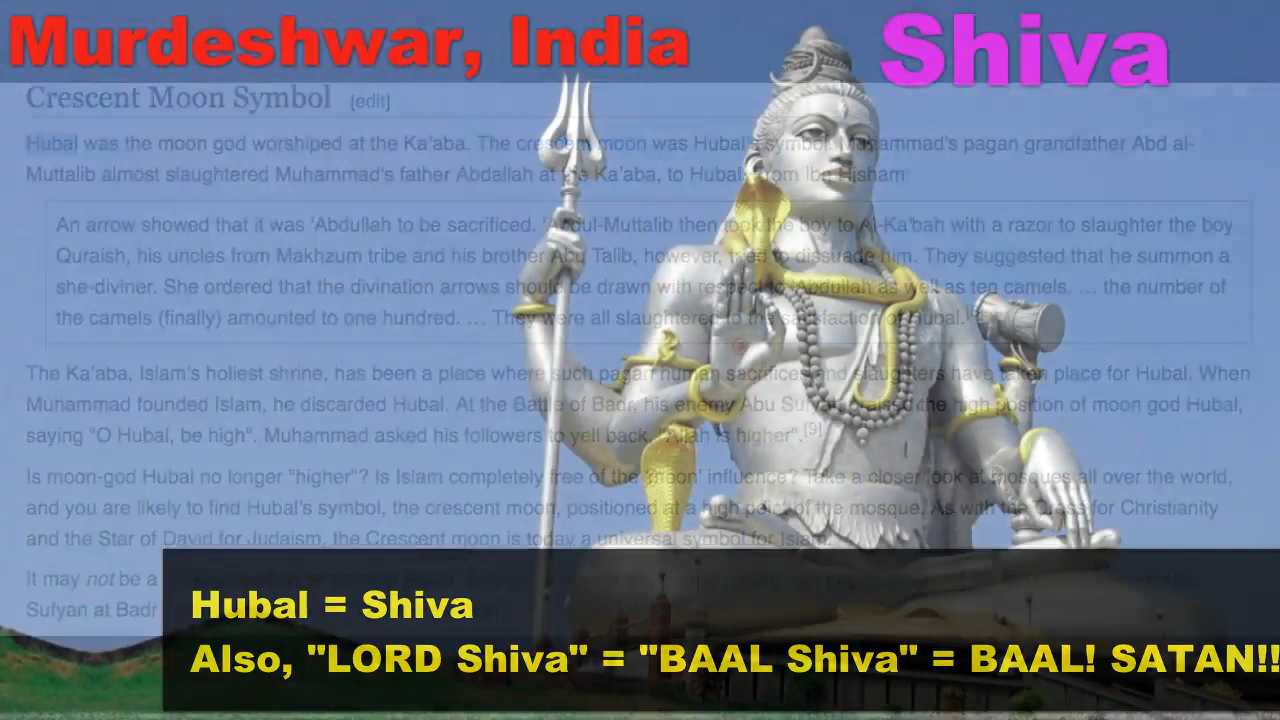 Murdeshwar, India
Shiva
Crescent Moon Symbol [edit]
Hubal was the moon god worshiped at the Ka'aba. The crescent moon was Hubal's symbol. Muhammad's pagan grandfather Abd al-
Muttalib almost slaughtered Muhammad's father Abdallah at the Ka'aba, to Hubal. From Ibn Hisham:
An arrow showed that it was 'Abdullah to be sacrificed. 'Abdul-Muttalib then took the boy to Al-Ka'bah with a razor to slaughter the boy
Quraish, his uncles from Makhzum tribe and his brother Abu Talib, however, tried to dissuade him. They suggested that he summon a
she-diviner. She ordered that the divination arrows should be drawn with respect to 'Abdullah as well as ten camels. … the number of
the camels (finally) amounted to one hundred. … They were all slaughtered to the satisfaction of Hubal.
The Ka'aba, Islam's holiest shrine, has been a place where such pagan human sacrifices and slaughters have taken place for Hubal. When
Muhammad founded Islam, he discarded Hubal. At the Battle of Badr, his enemy Abu Sufyan praised the high position of moon god Hubal,
saying "O Hubal, be high". Muhammad asked his followers to yell back, "Allah is higher".[9]
Is moon-god Hubal no longer "higher"? Is Islam completely free of the 'moon' influence? Take a closer look at mosques all over the world,
and you are likely to find Hubal's symbol, the crescent moon, positioned at a high point of the mosque. As with the Cross for Christianity
and the Star of David for Judaism, the Crescent moon is today a universal symbol for Islam.
It may not be a
Sufyan at Badr
Hubal = Shiva
Also, "LORD Shiva" = "BAAL Shiva" = BAAL! SATAN!!